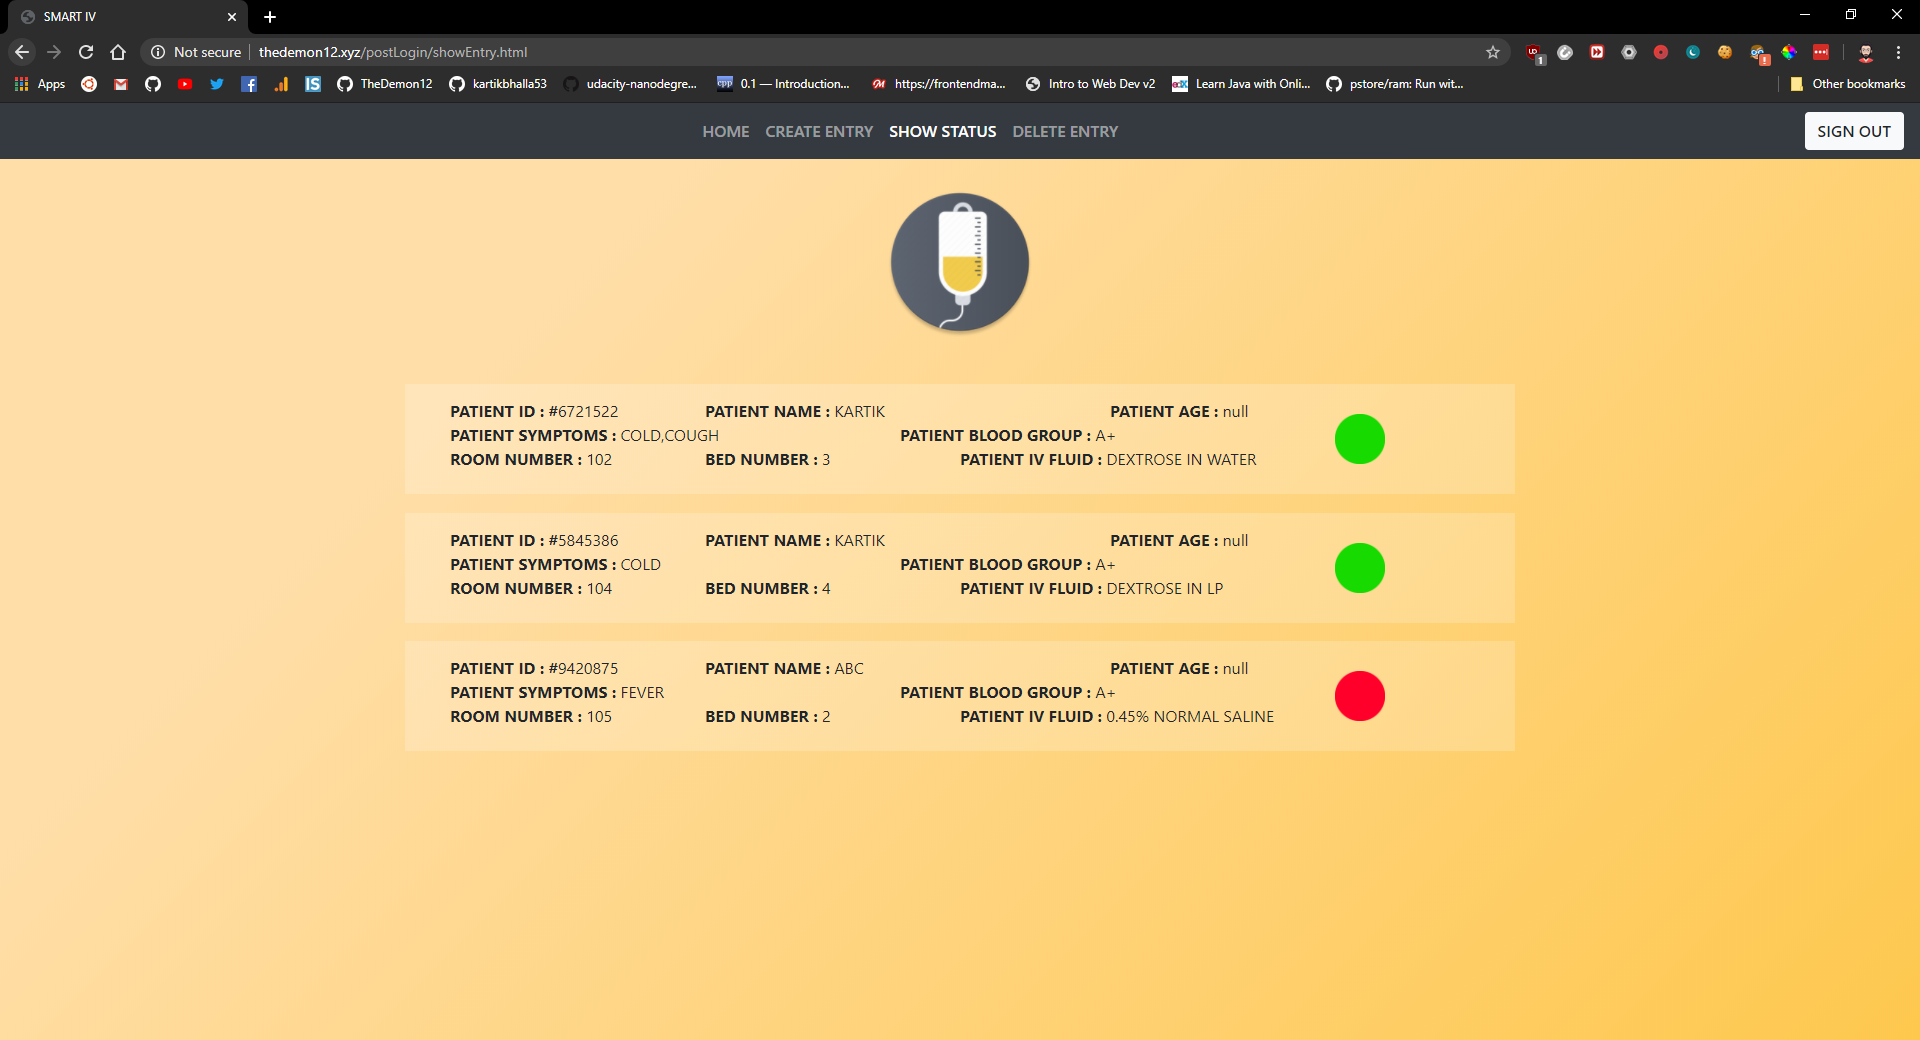 SMART IV
Not secure thedemon12.xyz/postLogin/showEntry.html
Apps TheDemon12 kartikbhalla53 udacity-nanodegre... 0.1 — Introduction... https://frontendma... Intro to Web Dev v2 Learn Java with Onli... pstore/ram: Run wit... Other bookmarks
HOME CREATE ENTRY SHOW STATUS DELETE ENTRY SIGN OUT
PATIENT ID : #6721522 PATIENT NAME : KARTIK PATIENT AGE : null
PATIENT SYMPTOMS : COLD,COUGH PATIENT BLOOD GROUP : A+
ROOM NUMBER : 102 BED NUMBER : 3 PATIENT IV FLUID : DEXTROSE IN WATER
PATIENT ID : #5845386 PATIENT NAME : KARTIK PATIENT AGE : null
PATIENT SYMPTOMS : COLD PATIENT BLOOD GROUP : A+
ROOM NUMBER : 104 BED NUMBER : 4 PATIENT IV FLUID : DEXTROSE IN LP
PATIENT ID : #9420875 PATIENT NAME : ABC PATIENT AGE : null
PATIENT SYMPTOMS : FEVER PATIENT BLOOD GROUP : A+
ROOM NUMBER : 105 BED NUMBER : 2 PATIENT IV FLUID : 0.45% NORMAL SALINE